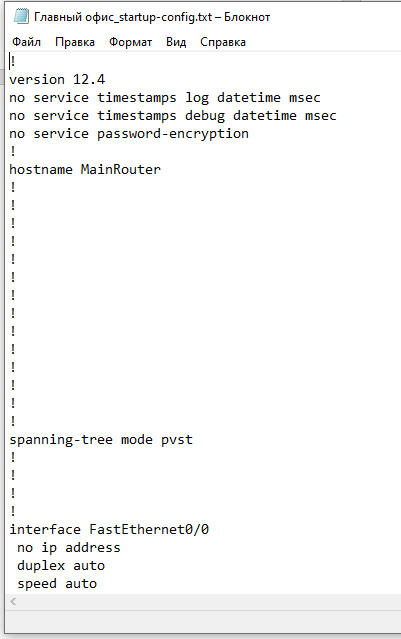 Главный офис_startup-config.txt – Блокнот
Файл Правка Формат Вид Справка
!
version 12.4
no service timestamps log datetime msec
no service timestamps debug datetime msec
no service password-encryption
!
hostname MainRouter
!
!
!
!
!
!
!
!
!
!
!
!
!
!
spanning-tree mode pvst
!
!
!
!
interface FastEthernet0/0
 no ip address
 duplex auto
 speed auto